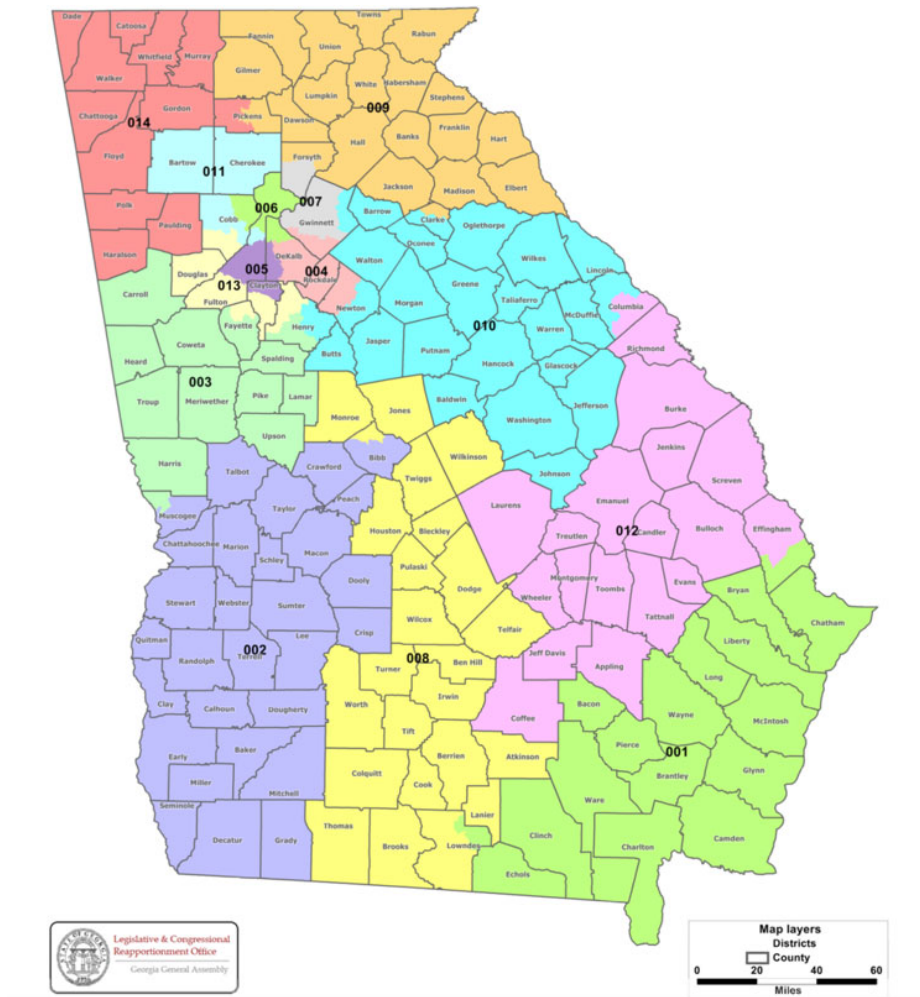 Dade
Catoosa
Towns
Fannin
Rabun
Union
Whitfield
Murray
Gilmer
Walker
White
Habersham
Lumpkin
Stephens
009
Gordon
Chattooga
014
Pickens
Dawson
Franklin
Hart
Hall
Banks
Floyd
Forsyth
Bartow
Cherokee
011
Jackson
Madison
Elbert
Polk
006
007
Cobb
Gwinnett
Barrow
Clarke
Paulding
Oglethorpe
Oconee
Haralson
DeKalb
Walton
Wilkes
005
004
Lincoln
Douglas
Rockdale
013
Clayton
Greene
Carroll
Fulton
Newton
Morgan
Taliaferro
Columbia
McDuffie
Fayette
Henry
010
Warren
Coweta
Butts
Jasper
Putnam
Richmond
Heard
Spalding
Hancock
Glascock
003
Troup
Meriwether
Pike
Lamar
Baldwin
Jefferson
Burke
Monroe
Jones
Washington
Upson
Jenkins
Harris
Talbot
Crawford
Bibb
Wilkinson
Johnson
Screven
Twiggs
Taylor
Peach
Laurens
Emanuel
Muscogee
Houston
Bleckley
Treutlen
012
Candler
Bulloch
Effingham
Chattahoochee
Marion
Schley
Macon
Pulaski
Dooly
Dodge
Montgomery
Toombs
Evans
Bryan
Stewart
Webster
Sumter
Wheeler
Tattnall
Chatham
Quitman
Lee
Crisp
Wilcox
Telfair
Liberty
Randolph
002
Terrell
008
Ben Hill
Jeff Davis
Appling
Long
Turner
Clay
Calhoun
Dougherty
Worth
Irwin
Coffee
Bacon
Wayne
McIntosh
Tift
Early
Baker
Berrien
Atkinson
Pierce
001
Miller
Mitchell
Colquitt
Cook
Brantley
Glynn
Seminole
Ware
Decatur
Grady
Thomas
Brooks
Lanier
Lowndes
Clinch
Charlton
Camden
Echols
Legislative & Congressional
Reapportionment Office
Georgia General Assembly
Map layers
Districts
County
0 20 40 60
Miles